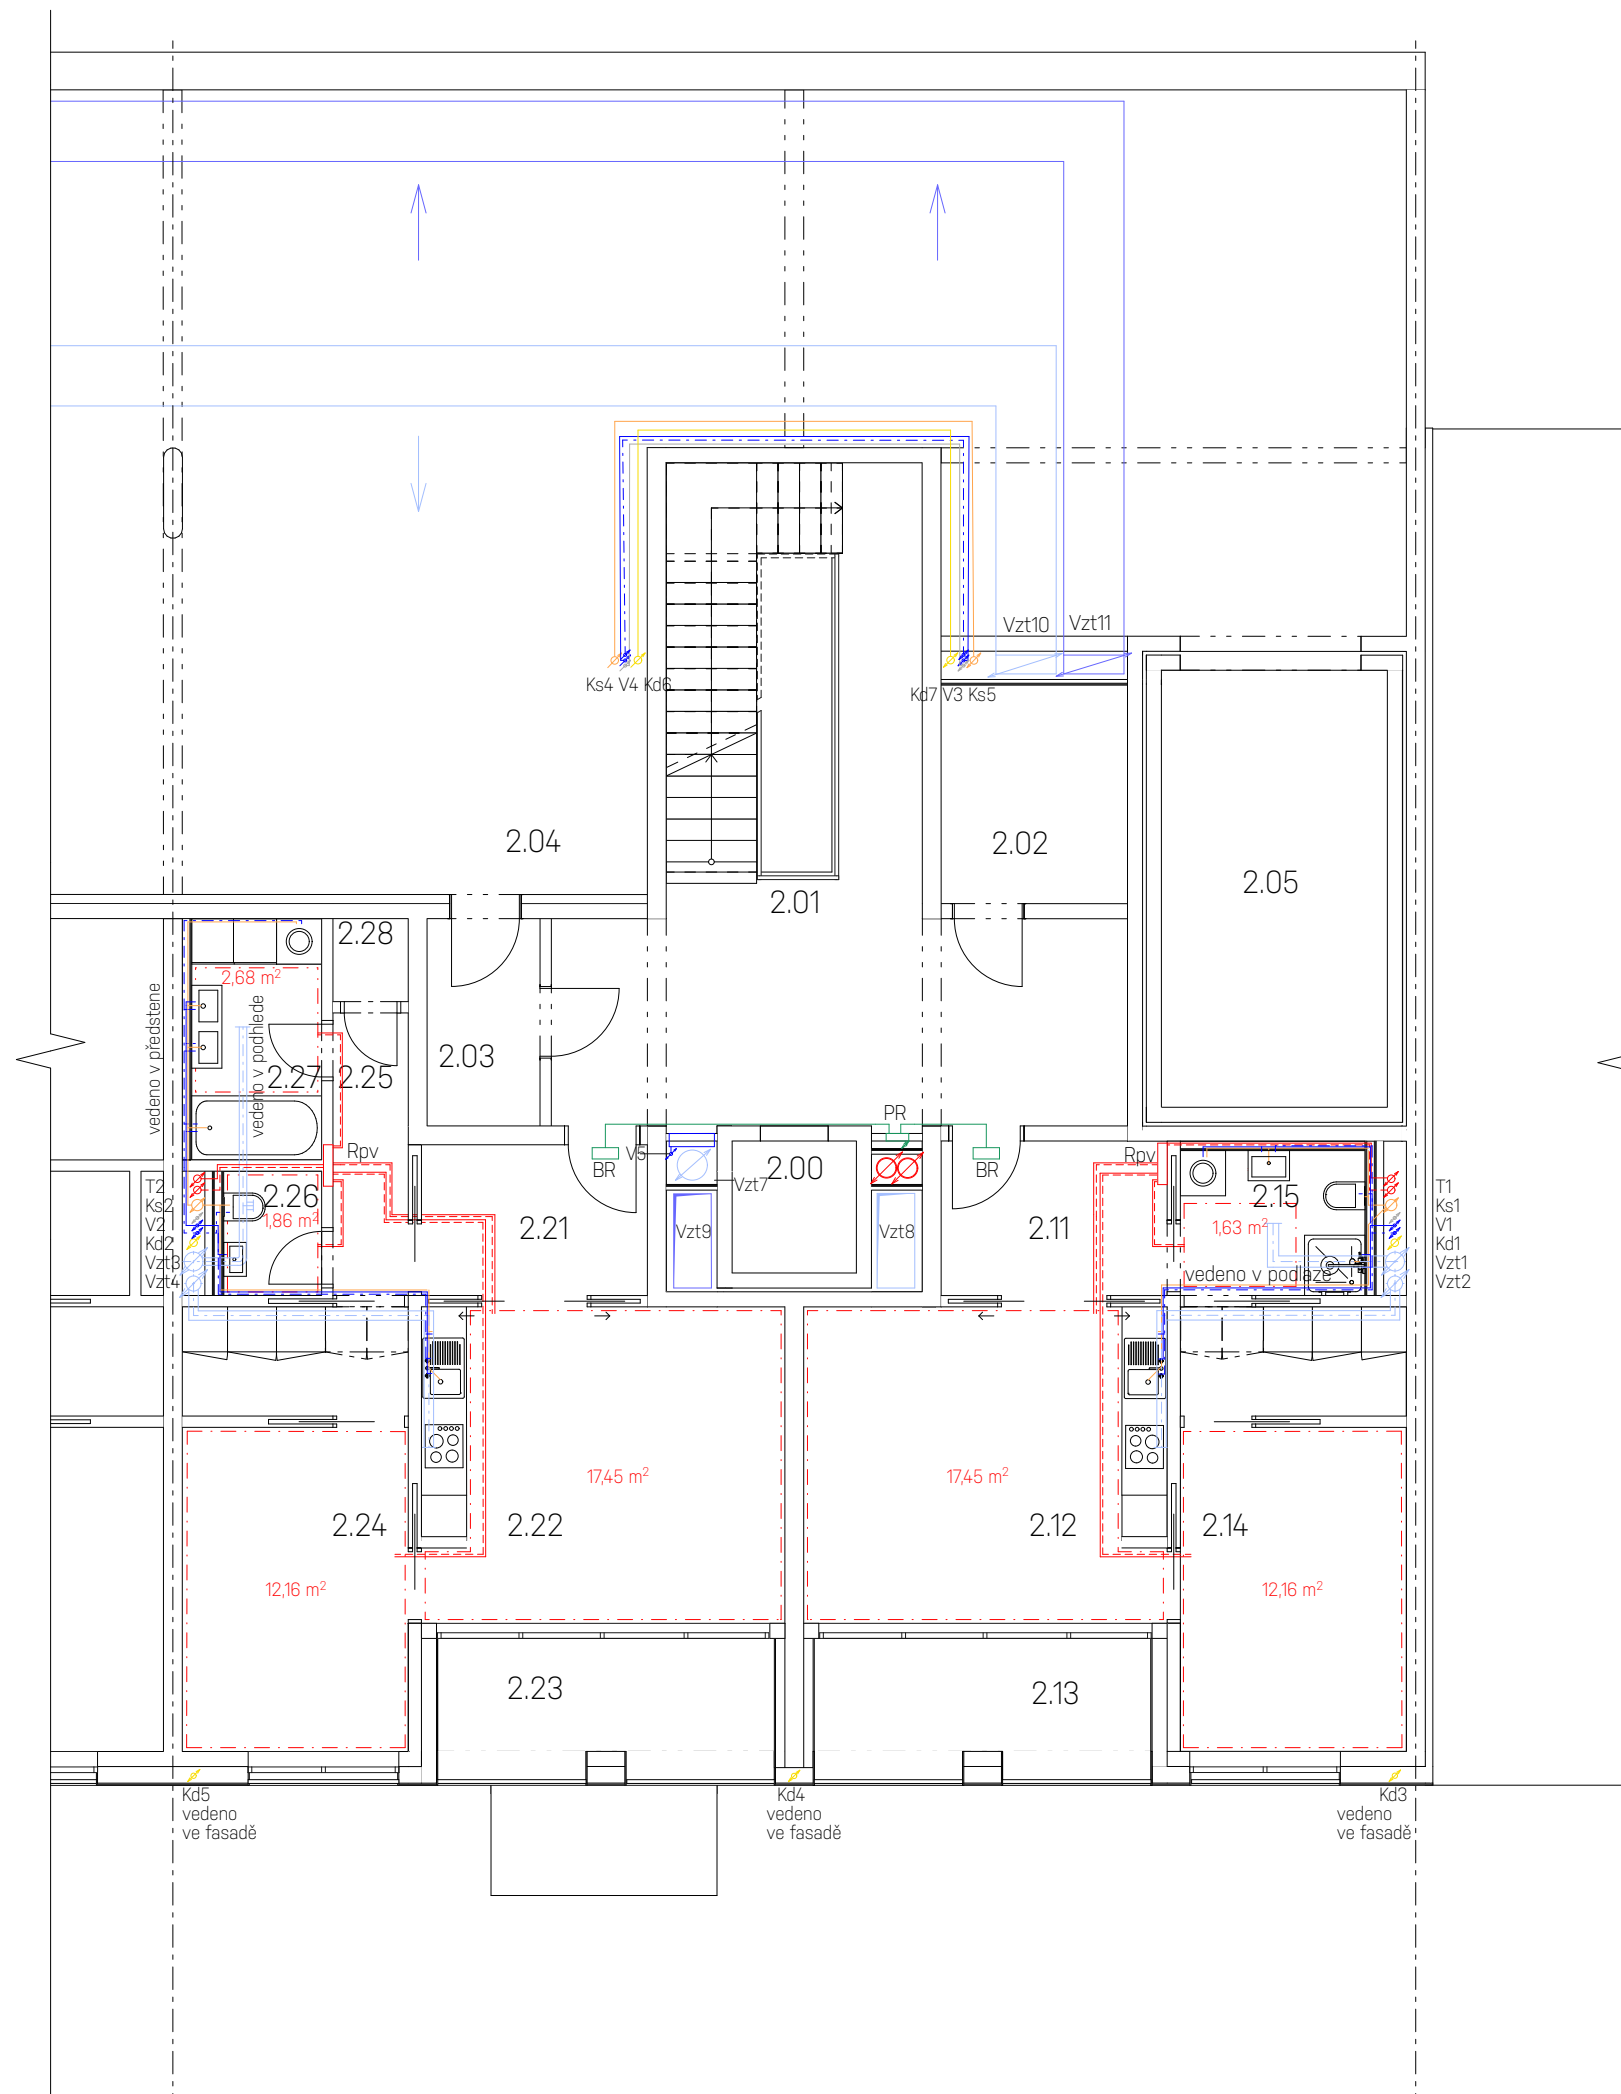 Vzt10
Vzt11
Ks4 V4 Kd6
Kd7 V3 Ks5
2.04
2.02
2.05
2.01
2.28
2,68 m²
vedeno v předstene
vedeno v podhlede
2.27
2.25
2.03
PR
Rpv
BR
V5
2.00
BR
Rpv
Vzt7
T2
Ks2
V2
Kd2
Vzt3
Vzt4
2.26
1,86 m²
2.21
Vzt9
Vzt8
2.11
2.15
1,63 m²
vedeno v podlaze
T1
Ks1
V1
Kd1
Vzt1
Vzt2
17,45 m²
17,45 m²
2.24
2.22
2.12
2.14
12,16 m²
12,16 m²
2.23
2.13
Kd5
vedeno
ve fasadě
Kd4
vedeno
ve fasadě
Kd3
vedeno
ve fasadě